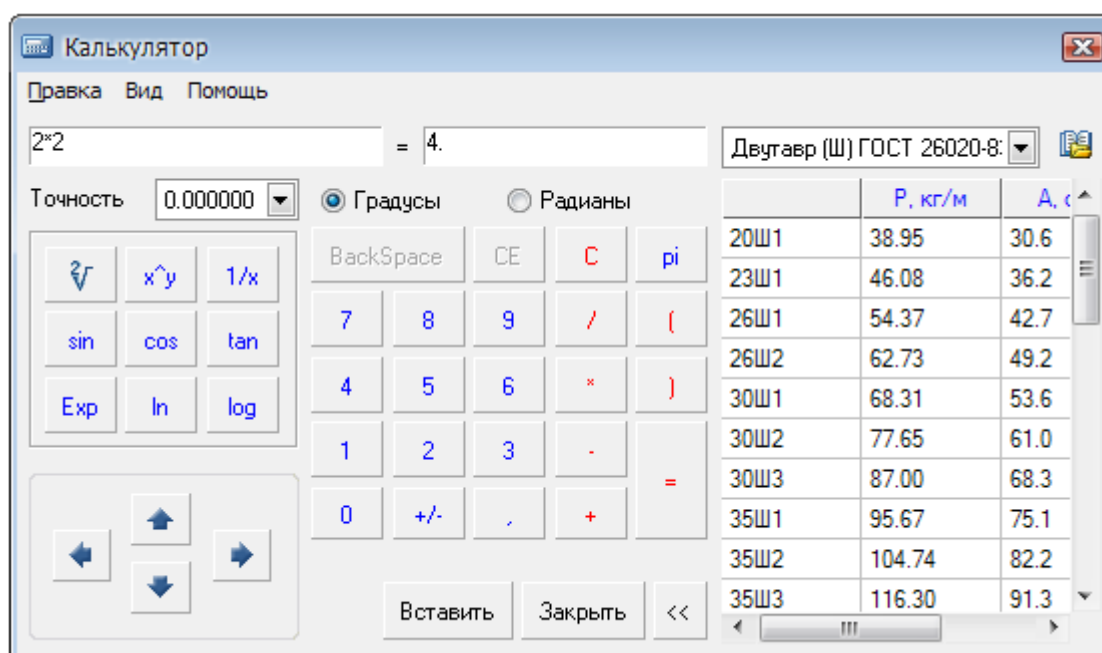 Калькулятор
Правка Вид Помощь
2*2 = 4. Двутавр (Ш) ГОСТ 26020-8
Точность 0.000000 Градусы Радианы
P, кг/м A,
BackSpace CE C pi
²√ x^y 1/x
7 8 9 / (
sin cos tan
4 5 6 * )
Exp ln log
1 2 3 - =
0 +/- , +
Вставить Закрыть <<
20Ш1 38.95 30.6
23Ш1 46.08 36.2
26Ш1 54.37 42.7
26Ш2 62.73 49.2
30Ш1 68.31 53.6
30Ш2 77.65 61.0
30Ш3 87.00 68.3
35Ш1 95.67 75.1
35Ш2 104.74 82.2
35Ш3 116.30 91.3